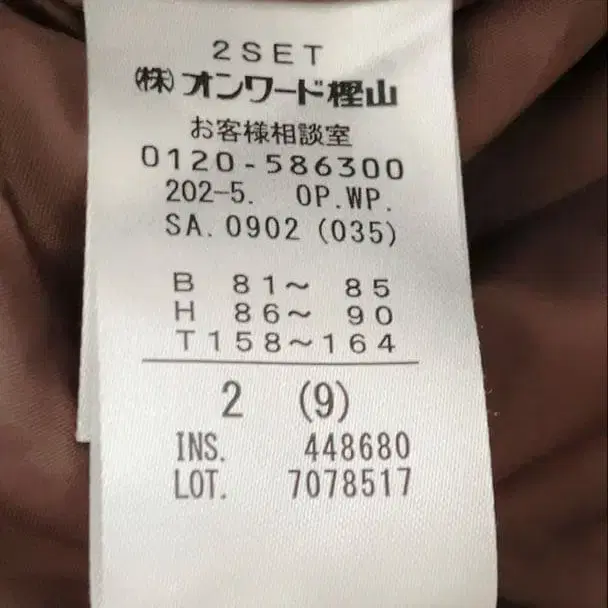 2SET
(株)オンワード樫山
お客様相談室
0120-586300
202-5. OP.WP.
SA.0902(035)
B 81〜 85
H 86〜 90
T158〜164
2 (9)
INS. 448680
LOT. 7078517